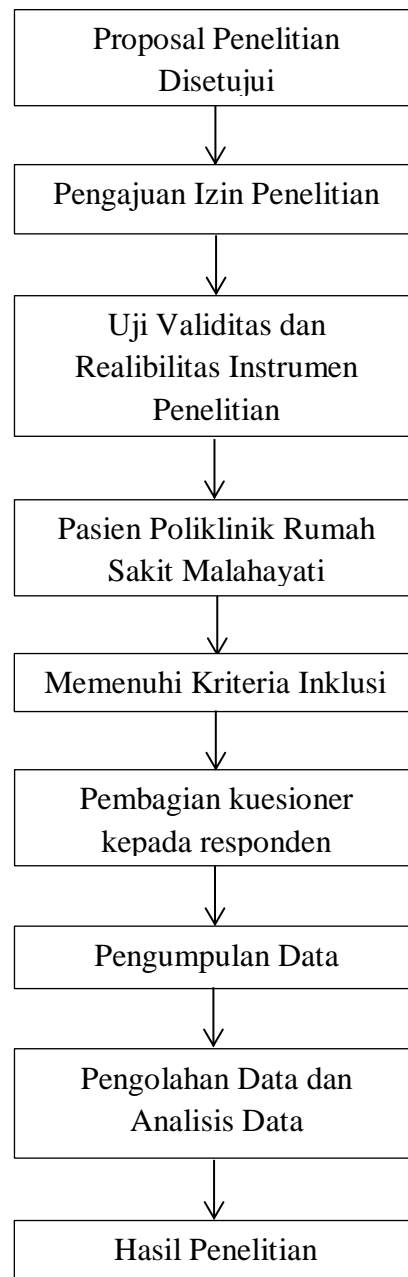 Proposal Penelitian
Disetujui
Pengajuan Izin Penelitian
Uji Validitas dan
Realibilitas Instrumen
Penelitian
Pasien Poliklinik Rumah
Sakit Malahayati
Memenuhi Kriteria Inklusi
Pembagian kuesioner
kepada responden
Pengumpulan Data
Pengolahan Data dan
Analisis Data
Hasil Penelitian